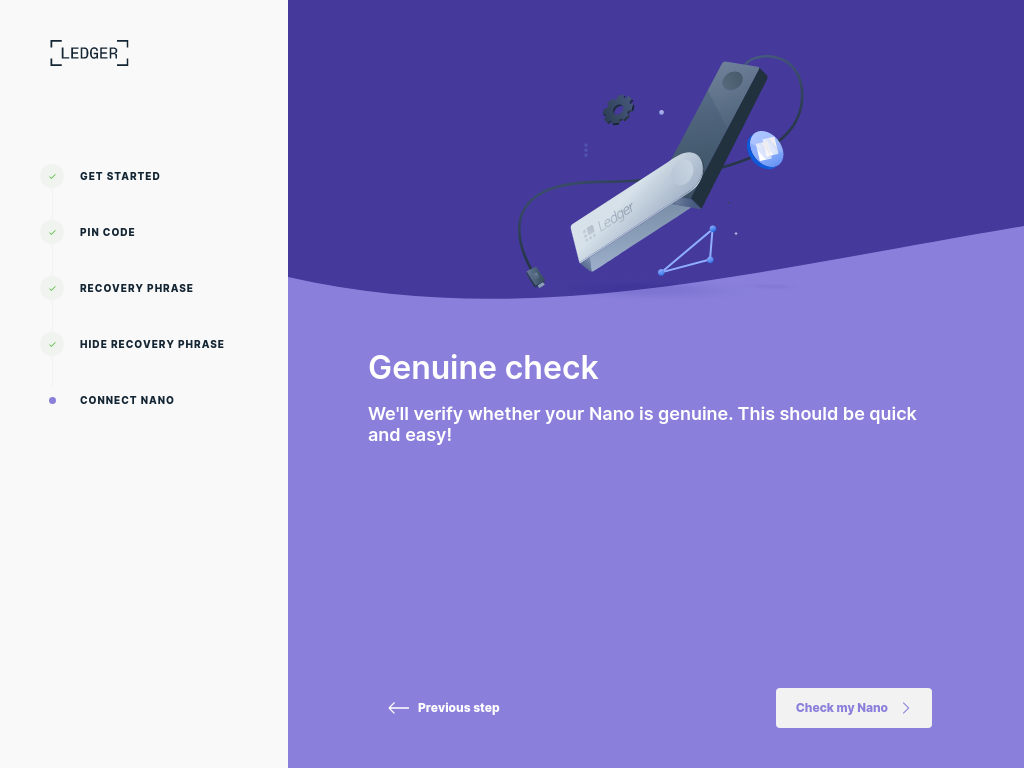 LEDGER
GET STARTED
PIN CODE
RECOVERY PHRASE
HIDE RECOVERY PHRASE
CONNECT NANO
Ledger
Genuine check
We'll verify whether your Nano is genuine. This should be quick
and easy!
Previous step
Check my Nano